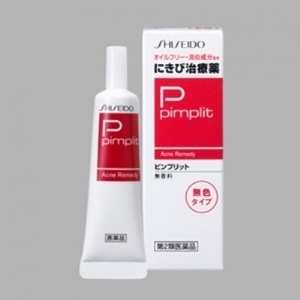 SHISEIDO
オイルフリー・消炎成分配合
にきび治療薬
P
pimplit
Acne Remedy
ピンプリット
無香料
無色
タイプ
第2類医薬品
P
pimplit
Acne Remedy
医薬品